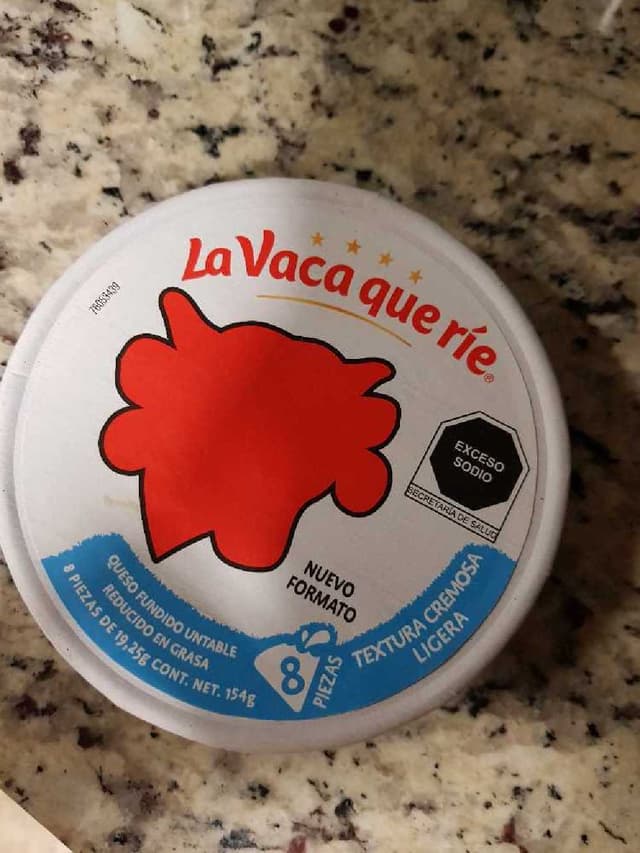 La Vaca que ríe®
76053439
EXCESO
SODIO
SECRETARÍA DE SALUD
NUEVO
FORMATO
QUESO FUNDIDO UNTABLE
REDUCIDO EN GRASA
8 PIEZAS DE 19,25g CONT. NET. 154g
8
PIEZAS
TEXTURA CREMOSA
LIGERA